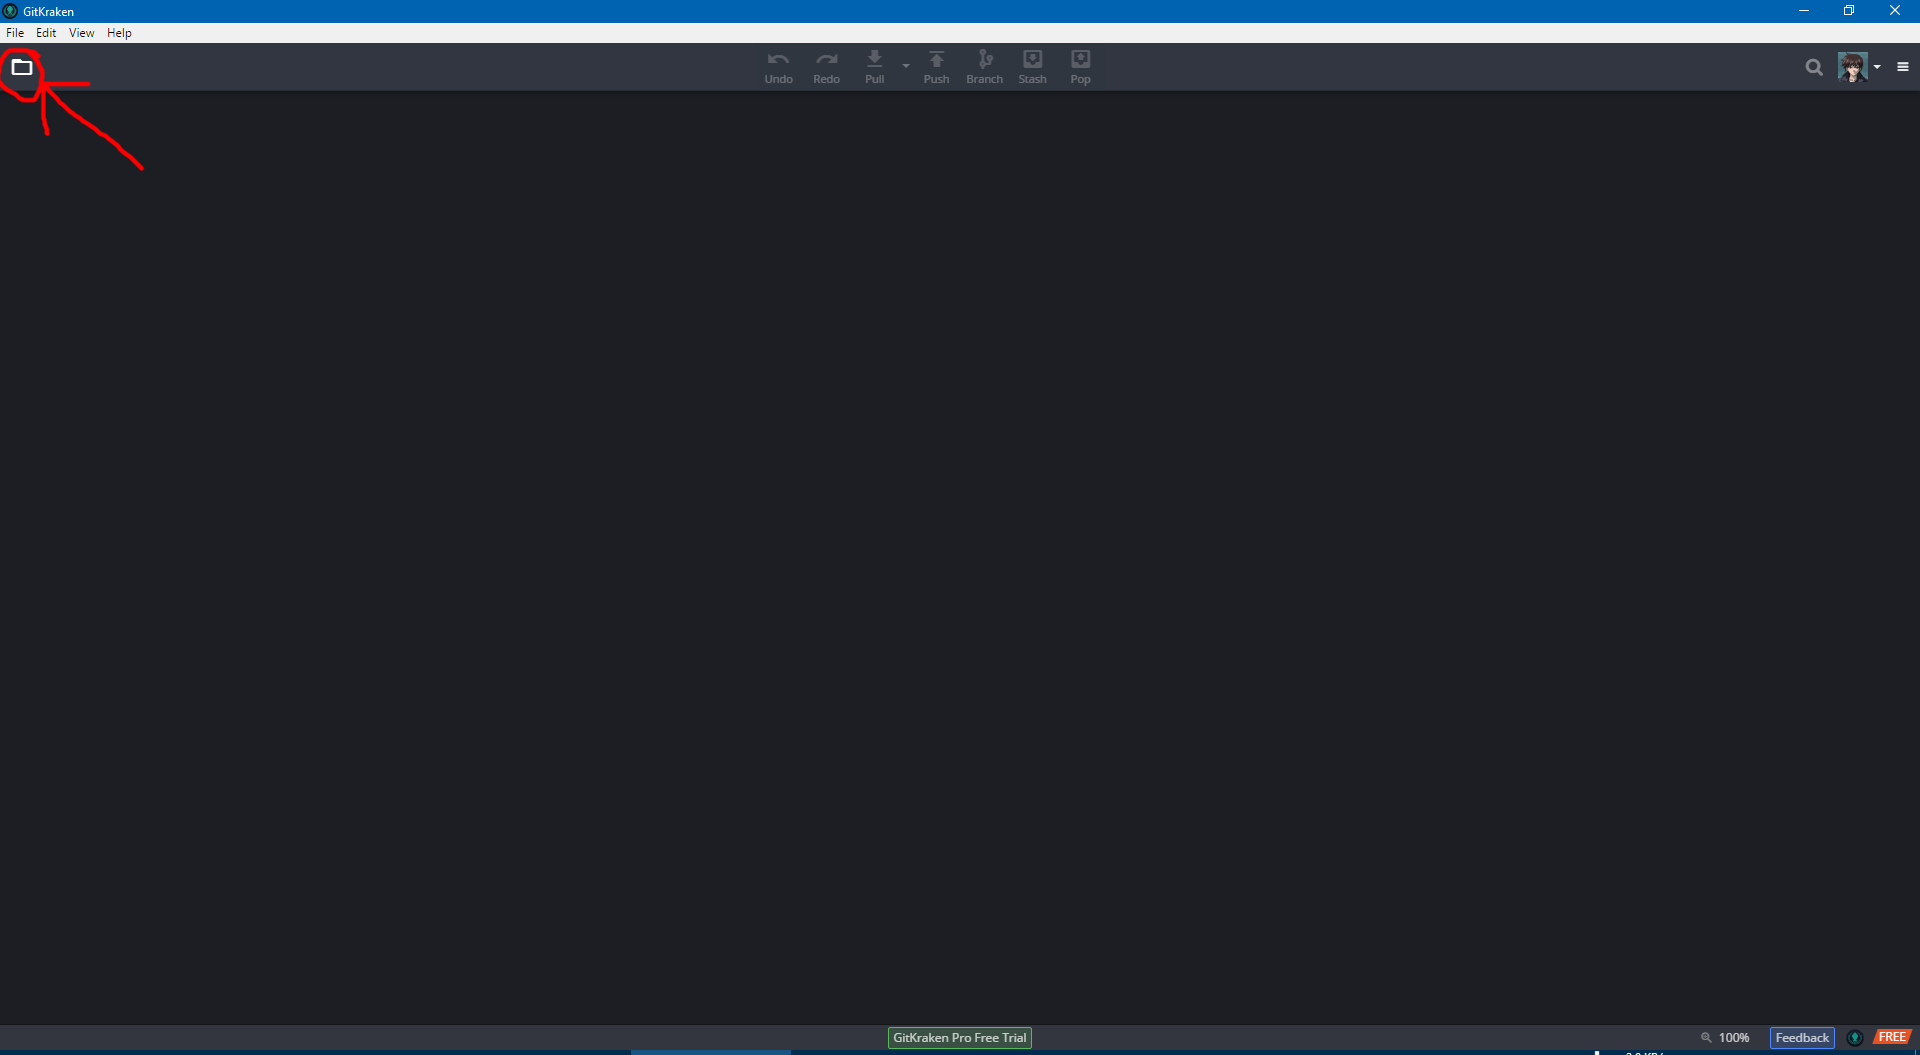 GitKraken
File Edit View Help
Undo Redo Pull Push Branch Stash Pop
GitKraken Pro Free Trial 100% Feedback FREE